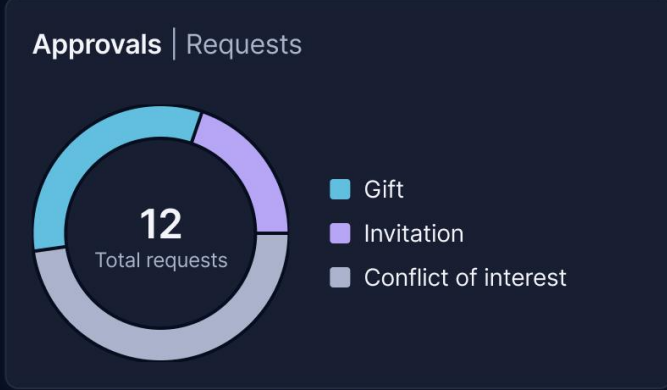 Approvals | Requests
12
Total requests
Gift
Invitation
Conflict of interest